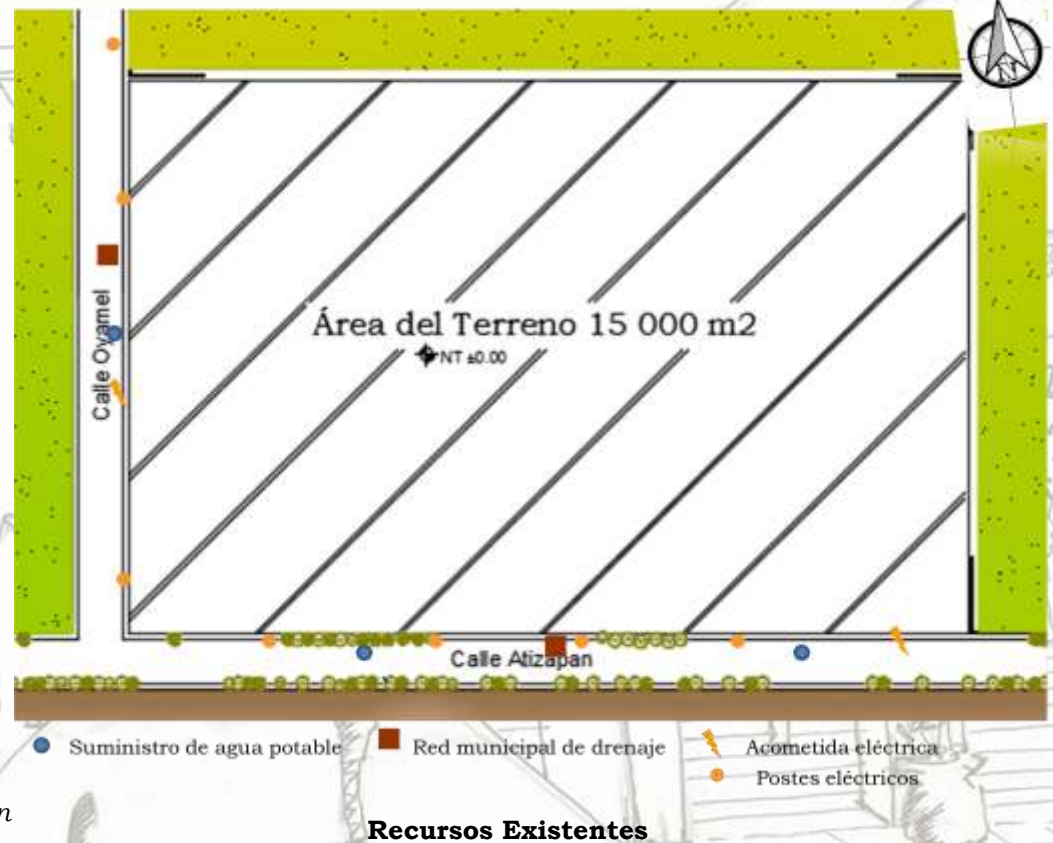 N
Área del Terreno 15 000 m2
NT ±0.00
Calle Oyamel
Calle Atizapan
Suministro de agua potable
Red municipal de drenaje
Acometida eléctrica
Postes eléctricos
n
Recursos Existentes